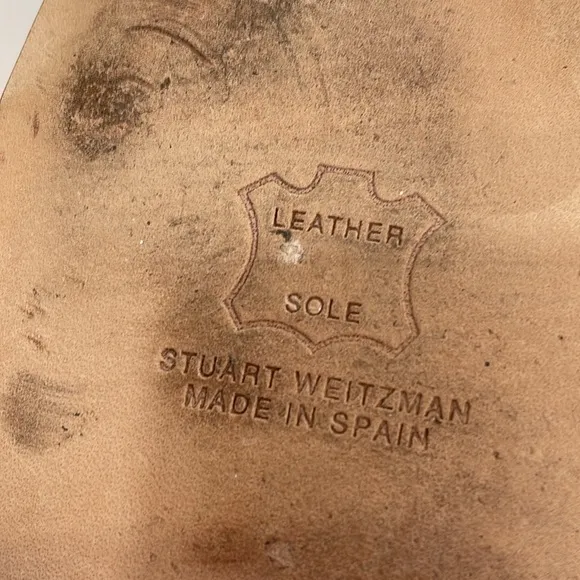 LEATHER
SOLE
STUART WEITZMAN
MADE IN SPAIN